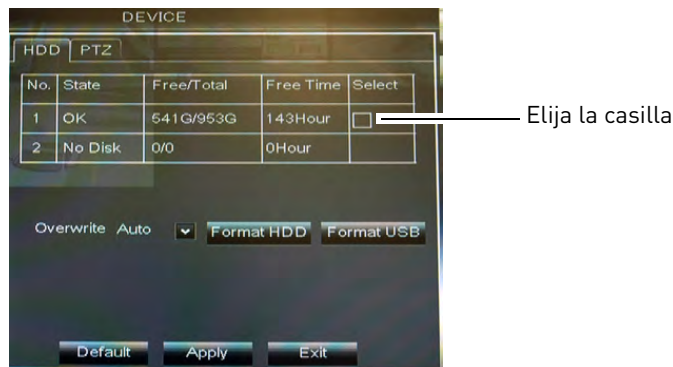 DEVICE
HDD PTZ
No. State Free/Total Free Time Select
1 OK 541G/953G 143Hour
Elija la casilla
2 No Disk 0/0 0Hour
Overwrite Auto Format HDD Format USB
Default Apply Exit